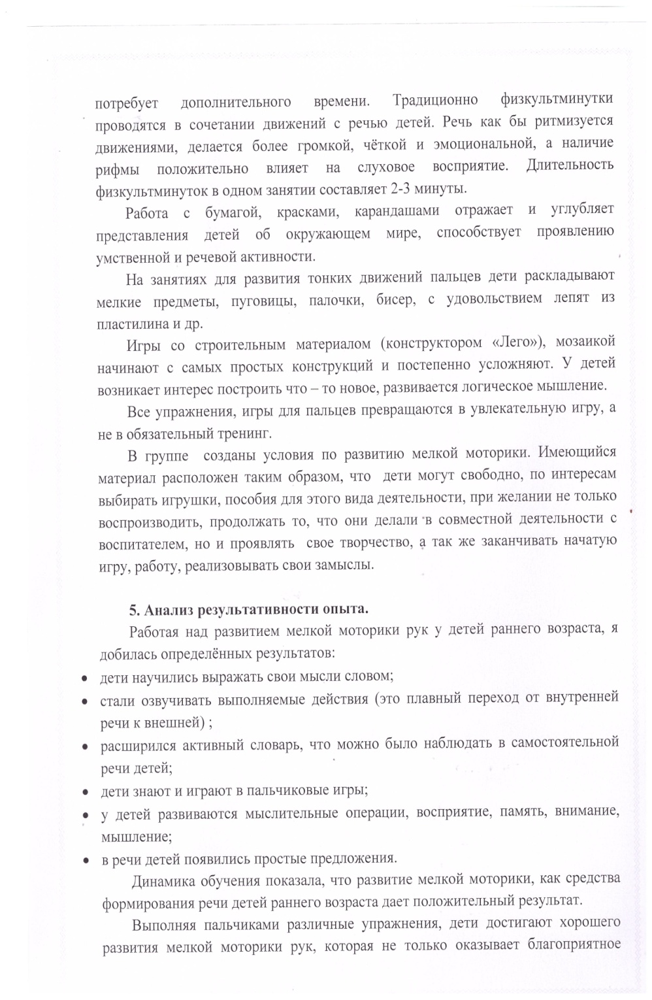 потребует дополнительного времени. Традиционно физкультминутки
проводятся в сочетании движений с речью детей. Речь как бы ритмизуется
движениями, делается более громкой, чёткой и эмоциональной, а наличие
рифмы положительно влияет на слуховое восприятие. Длительность
физкультминуток в одном занятии составляет 2-3 минуты.
Работа с бумагой, красками, карандашами отражает и углубляет
представления детей об окружающем мире, способствует проявлению
умственной и речевой активности.
На занятиях для развития тонких движений пальцев дети раскладывают
мелкие предметы, пуговицы, палочки, бисер, с удовольствием лепят из
пластилина и др.
Игры со строительным материалом (конструктором «Лего»), мозаикой
начинают с самых простых конструкций и постепенно усложняют. У детей
возникает интерес построить что – то новое, развивается логическое мышление.
Все упражнения, игры для пальцев превращаются в увлекательную игру, а
не в обязательный тренинг.
В группе созданы условия по развитию мелкой моторики. Имеющийся
материал расположен таким образом, что дети могут свободно, по интересам
выбирать игрушки, пособия для этого вида деятельности, при желании не только
воспроизводить, продолжать то, что они делали в совместной деятельности с
воспитателем, но и проявлять свое творчество, а так же заканчивать начатую
игру, работу, реализовывать свои замыслы.
5. Анализ результативности опыта.
Работая над развитием мелкой моторики рук у детей раннего возраста, я
добилась определённых результатов:
• дети научились выражать свои мысли словом;
• стали озвучивать выполняемые действия (это плавный переход от внутренней
речи к внешней) ;
• расширился активный словарь, что можно было наблюдать в самостоятельной
речи детей;
• дети знают и играют в пальчиковые игры;
• у детей развиваются мыслительные операции, восприятие, память, внимание,
мышление;
• в речи детей появились простые предложения.
Динамика обучения показала, что развитие мелкой моторики, как средства
формирования речи детей раннего возраста дает положительный результат.
Выполняя пальчиками различные упражнения, дети достигают хорошего
развития мелкой моторики рук, которая не только оказывает благоприятное